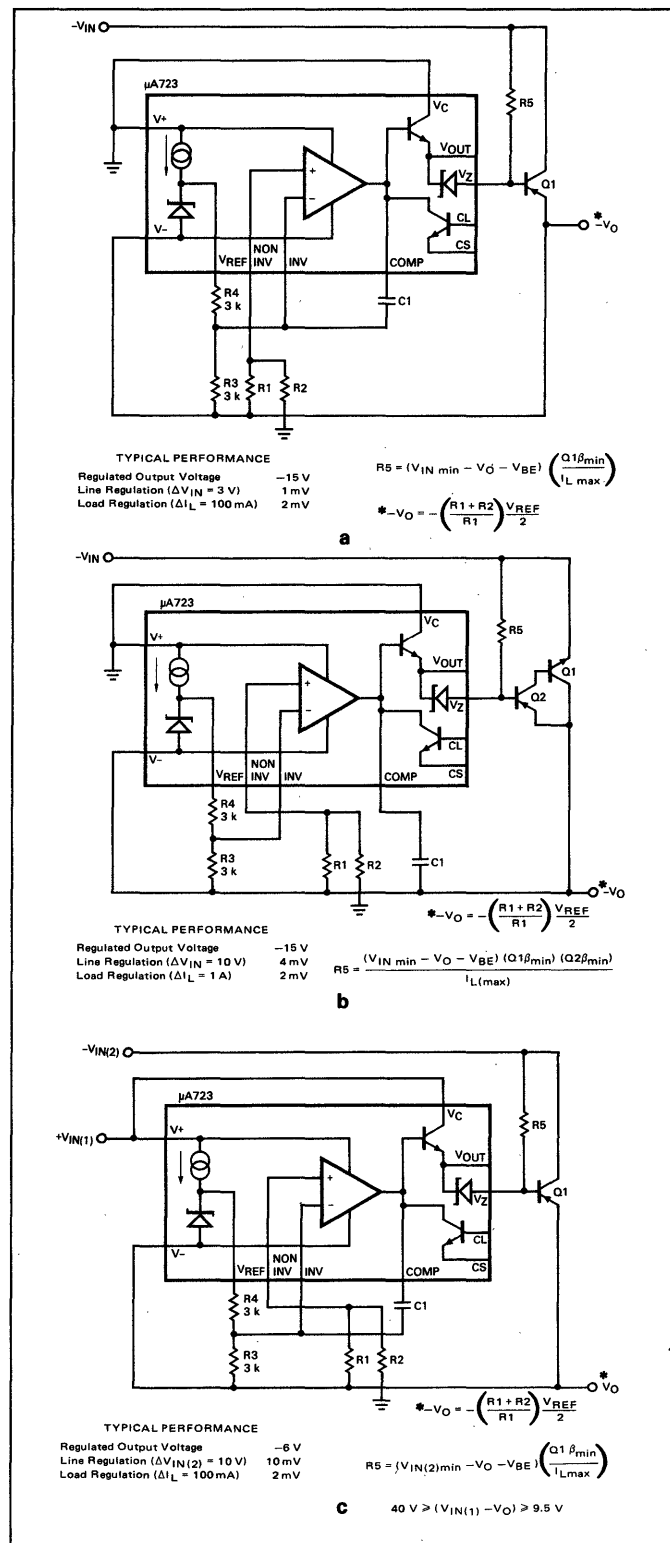 −VIN
µA723
VC
V+
R5
VOUT
VZ
Q1
*−VO
CL
V−
CS
VREF
NON INV
INV
COMP
R4
3 k
C1
R3
3 k
R1
R2
TYPICAL PERFORMANCE
Regulated Output Voltage −15 V
Line Regulation (ΔVIN = 3 V) 1 mV
Load Regulation (ΔIL = 100 mA) 2 mV
R5 = (VIN min − VO − VBE) (Q1βmin / IL max)
*−VO = −((R1 + R2) / R1) VREF / 2
a
−VIN
µA723
VC
V+
R5
VOUT
Q1
VZ
Q2
CL
V−
CS
VREF
NON INV
INV
COMP
R4
3 k
C1
R3
3 k
R1
R2
*−VO
*−VO = −((R1 + R2) / R1) VREF / 2
TYPICAL PERFORMANCE
Regulated Output Voltage −15 V
Line Regulation (ΔVIN = 10 V) 4 mV
Load Regulation (ΔIL = 1 A) 2 mV
R5 = (VIN min − VO − VBE) (Q1βmin) (Q2βmin) / IL(max)
b
−VIN(2)
µA723
VC
+VIN(1)
V+
R5
VOUT
VZ
Q1
CL
V−
CS
VREF
NON INV
INV
COMP
R4
3 k
C1
R3
3 k
R1
R2
*VO
*−VO = −((R1 + R2) / R1) VREF / 2
TYPICAL PERFORMANCE
Regulated Output Voltage −6 V
Line Regulation (ΔVIN(2) = 10 V) 10 mV
Load Regulation (ΔIL = 100 mA) 2 mV
R5 = (VIN(2)min − VO − VBE) (Q1 βmin / ILmax)
c
40 V ≥ (VIN(1) − VO) ≥ 9.5 V